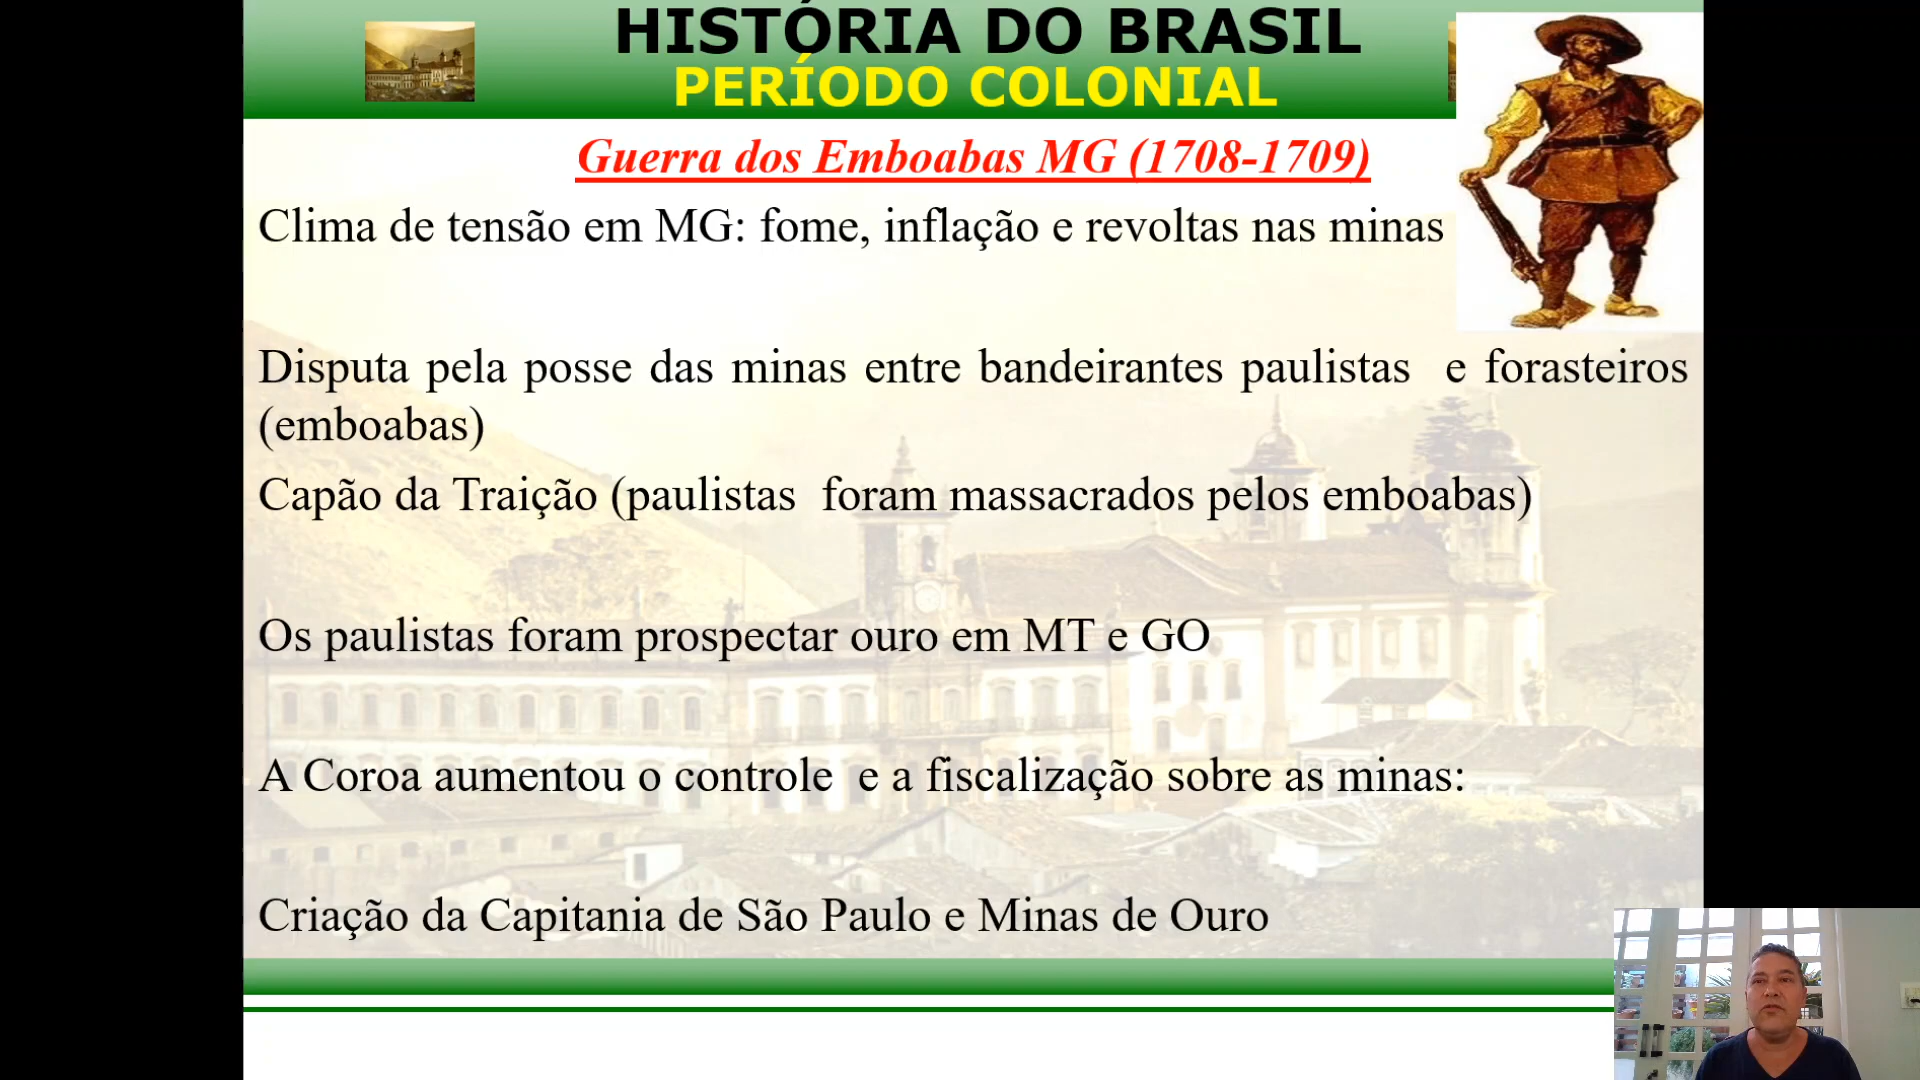 HISTÓRIA DO BRASIL
PERÍODO COLONIAL
Guerra dos Emboabas MG (1708-1709)
Clima de tensão em MG: fome, inflação e revoltas nas minas
Disputa pela posse das minas entre bandeirantes paulistas e forasteiros
(emboabas)
Capão da Traição (paulistas foram massacrados pelos emboabas)
Os paulistas foram prospectar ouro em MT e GO
A Coroa aumentou o controle e a fiscalização sobre as minas:
Criação da Capitania de São Paulo e Minas de Ouro